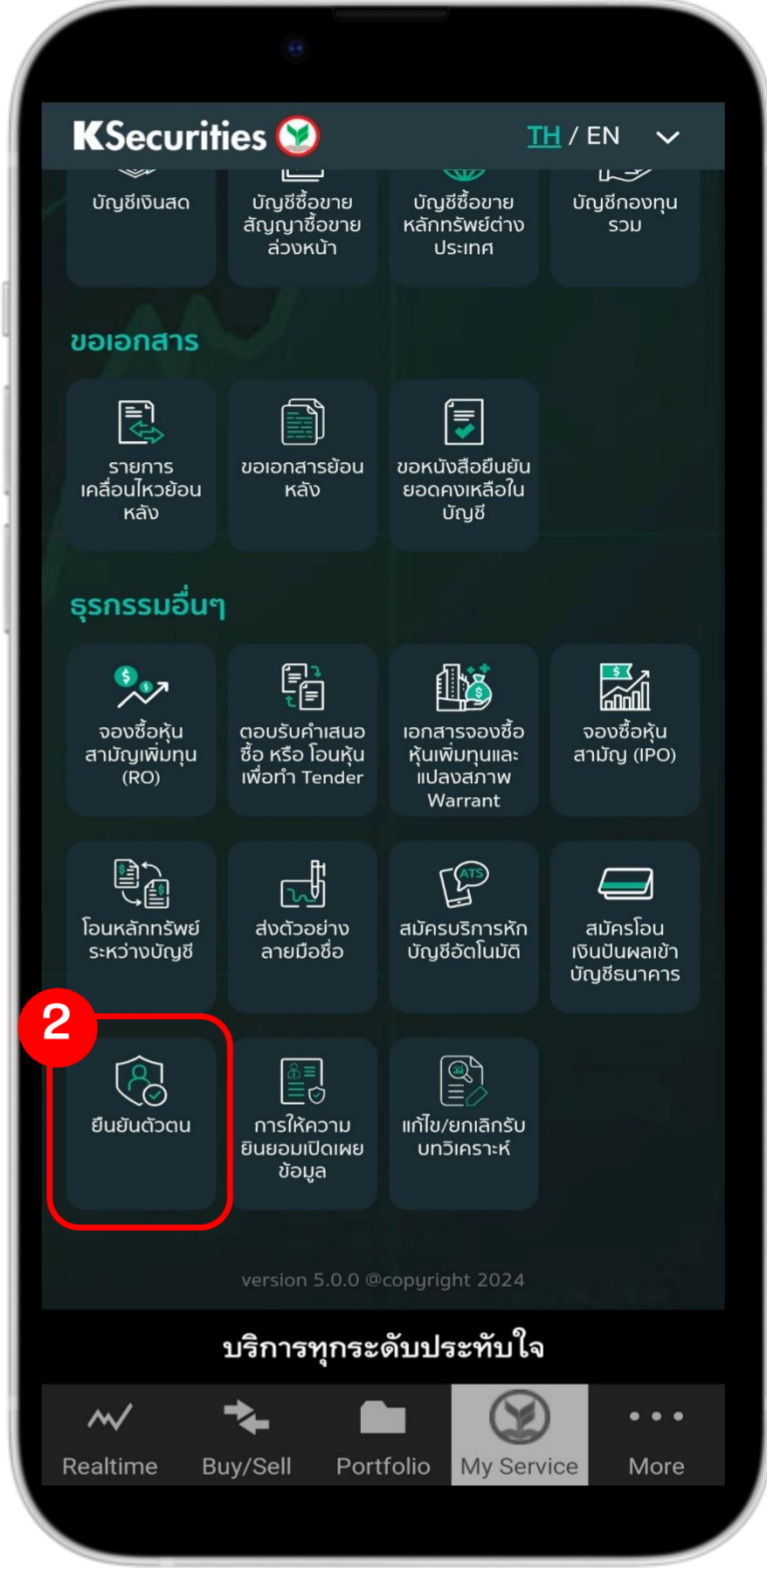 KSecurities
TH / EN
บัญชีเงินสด
บัญชีซื้อขาย
สัญญาซื้อขาย
ล่วงหน้า
บัญชีซื้อขาย
หลักทรัพย์ต่าง
ประเทศ
บัญชีกองทุน
รวม
ขอเอกสาร
รายการ
เคลื่อนไหวย้อน
หลัง
ขอเอกสารย้อน
หลัง
ขอหนังสือยืนยัน
ยอดคงเหลือใน
บัญชี
ธุรกรรมอื่นๆ
จองซื้อหุ้น
สามัญเพิ่มทุน
(RO)
ตอบรับคำเสนอ
ซื้อ หรือ โอนหุ้น
เพื่อทำ Tender
เอกสารจองซื้อ
หุ้นเพิ่มทุนและ
แปลงสภาพ
Warrant
จองซื้อหุ้น
สามัญ (IPO)
โอนหลักทรัพย์
ระหว่างบัญชี
ส่งตัวอย่าง
ลายมือชื่อ
ATS
สมัครบริการหัก
บัญชีอัตโนมัติ
สมัครโอน
เงินปันผลเข้า
บัญชีธนาคาร
2
ยืนยันตัวตน
การให้ความ
ยินยอมเปิดเผย
ข้อมูล
แก้ไข/ยกเลิกรับ
บทวิเคราะห์
version 5.0.0 @copyright 2024
บริการทุกระดับประทับใจ
Realtime
Buy/Sell
Portfolio
My Service
More